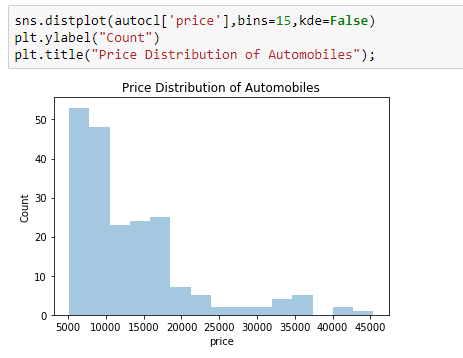 sns.distplot(autocl['price'],bins=15,kde=False)
plt.ylabel("Count")
plt.title("Price Distribution of Automobiles");
Price Distribution of Automobiles
50
40
30
20
10
0
Count
5000 10000 15000 20000 25000 30000 35000 40000 45000
price